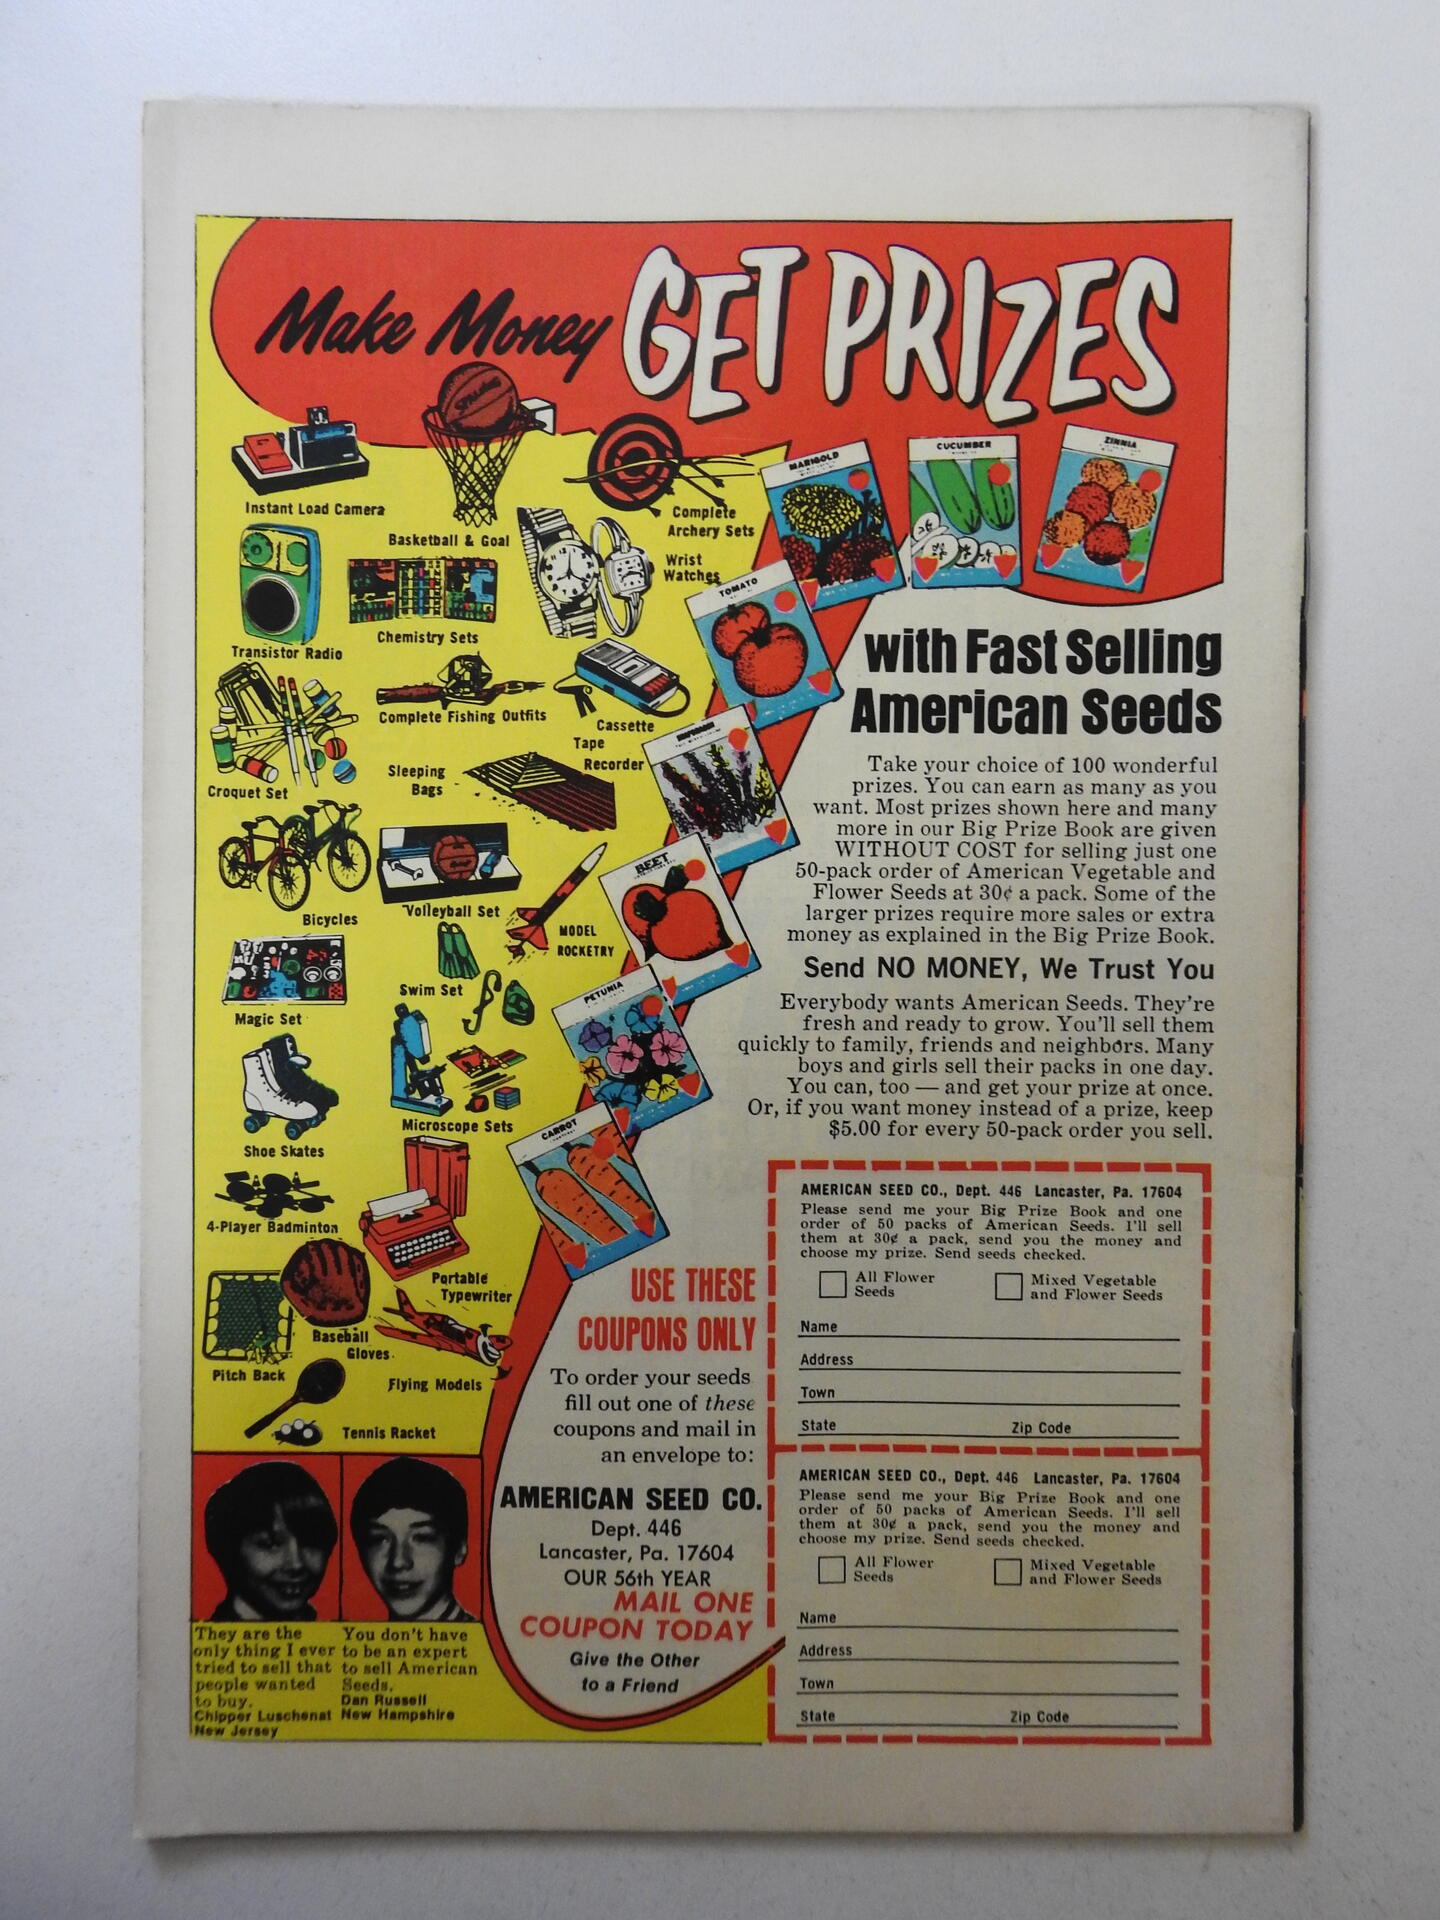 Make Money GET PRIZES
SPALDING
Instant Load Camera
Basketball & Goal
Complete
Archery Sets
Wrist
Watches
Transistor Radio
Chemistry Sets
Complete Fishing Outfits
Cassette
Tape
Recorder
Croquet Set
Sleeping
Bags
Bicycles
Volleyball Set
MODEL
ROCKETRY
Magic Set
Swim Set
Shoe Skates
Microscope Sets
4-Player Badminton
Portable
Typewriter
Baseball
Gloves
Pitch Back
Flying Models
Tennis Racket
MARIGOLD
CUCUMBER
ZINNIA
TOMATO
BEET
PETUNIA
CARROT
with Fast Selling
American Seeds
Take your choice of 100 wonderful
prizes. You can earn as many as you
want. Most prizes shown here and many
more in our Big Prize Book are given
WITHOUT COST for selling just one
50-pack order of American Vegetable and
Flower Seeds at 30¢ a pack. Some of the
larger prizes require more sales or extra
money as explained in the Big Prize Book.
Send NO MONEY, We Trust You
Everybody wants American Seeds. They're
fresh and ready to grow. You'll sell them
quickly to family, friends and neighbors. Many
boys and girls sell their packs in one day.
You can, too — and get your prize at once.
Or, if you want money instead of a prize, keep
$5.00 for every 50-pack order you sell.
USE THESE
COUPONS ONLY
To order your seeds
fill out one of these
coupons and mail in
an envelope to:
AMERICAN SEED CO.
Dept. 446
Lancaster, Pa. 17604
OUR 56th YEAR
MAIL ONE
COUPON TODAY
Give the Other
to a Friend
They are the
only thing I ever
tried to sell that
people wanted
to buy.
Chipper Luschenat
New Jersey
You don't have
to be an expert
to sell American
Seeds.
Dan Russell
New Hampshire
AMERICAN SEED CO., Dept. 446 Lancaster, Pa. 17604
Please send me your Big Prize Book and one
order of 50 packs of American Seeds. I'll sell
them at 30¢ a pack, send you the money and
choose my prize. Send seeds checked.
All Flower
Seeds
Mixed Vegetable
and Flower Seeds
Name
Address
Town
State Zip Code
AMERICAN SEED CO., Dept. 446 Lancaster, Pa. 17604
Please send me your Big Prize Book and one
order of 50 packs of American Seeds. I'll sell
them at 30¢ a pack, send you the money and
choose my prize. Send seeds checked.
All Flower
Seeds
Mixed Vegetable
and Flower Seeds
Name
Address
Town
State Zip Code